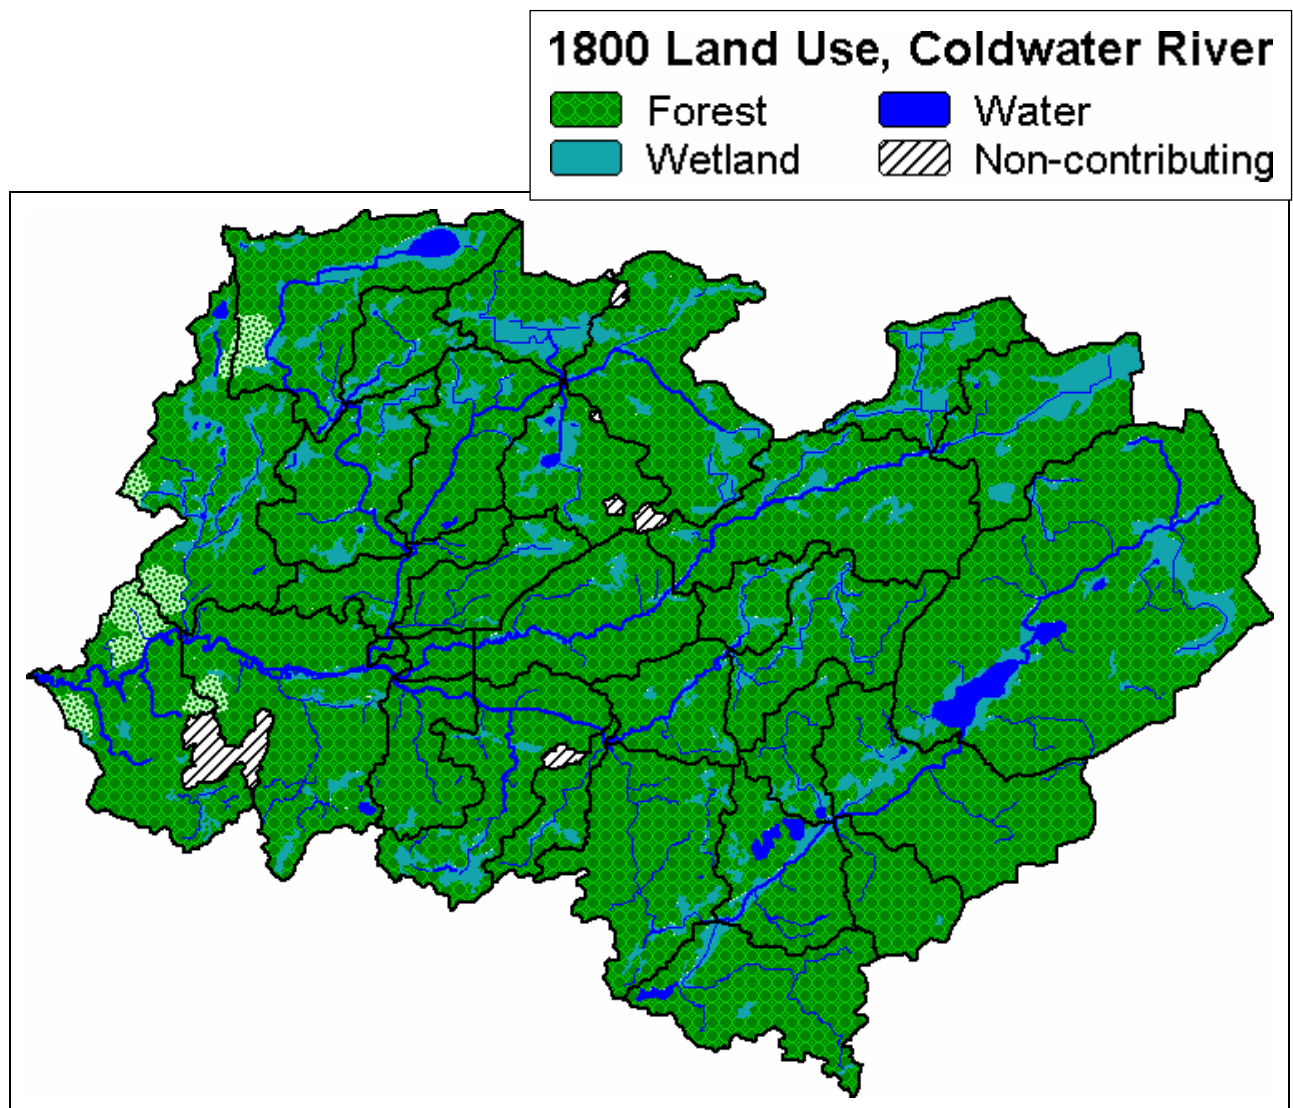 1800 Land Use, Coldwater River
Forest
Water
Wetland
Non-contributing